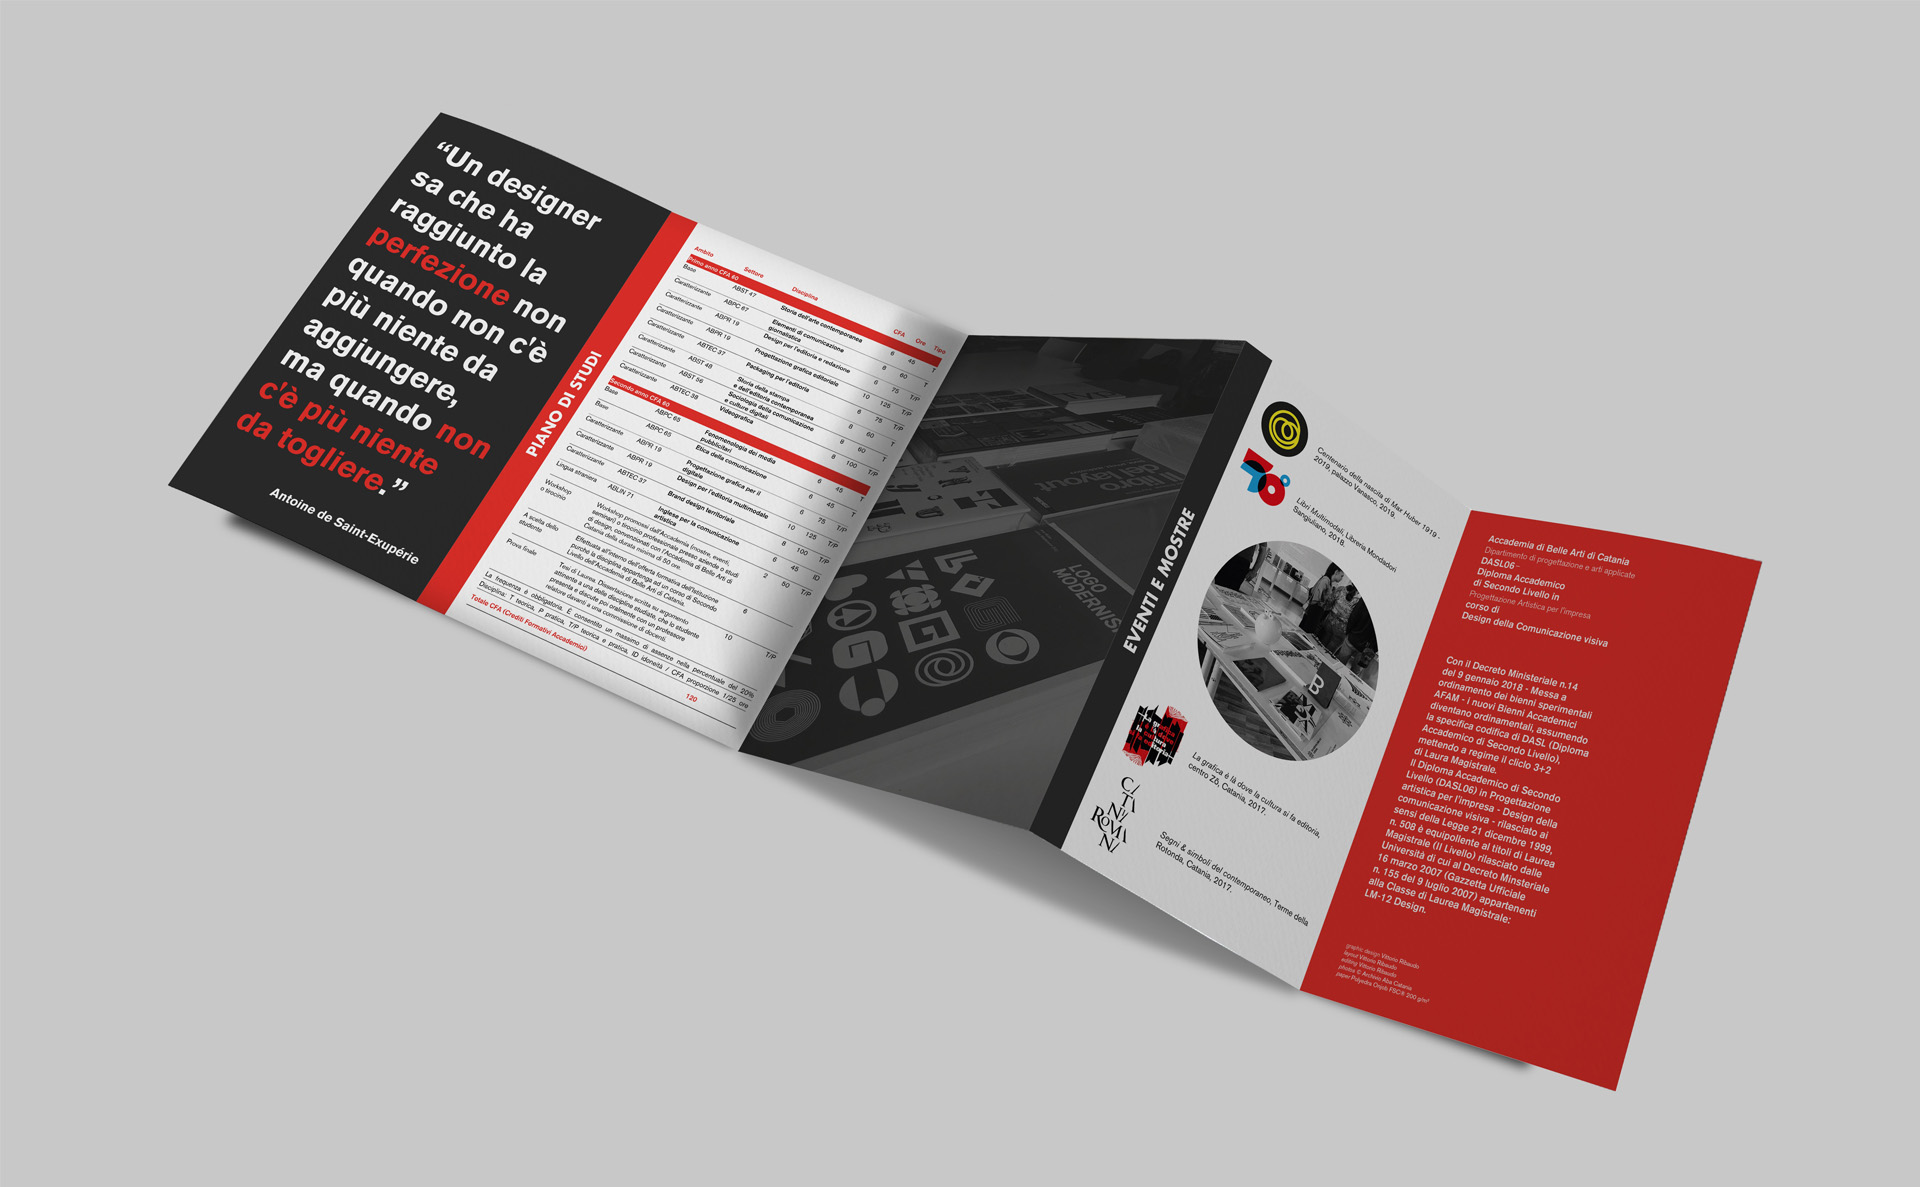 “Un designer
sa che ha
raggiunto la
perfezione non
quando non c'è
più niente da
aggiungere,
ma quando non
c'è più niente
da togliere.”
Antoine de Saint-Exupérie
PIANO DI STUDI
Ambito Settore Disciplina CFA Ore Tipo
Primo anno CFA 60
Base ABST 47 Storia dell'arte contemporanea 6 45 T
Caratterizzante ABPC 67 Elementi di comunicazione
giornalistica 8 60 T
Caratterizzante ABPR 19 Design per l'editoria e redazione 6 75 T/P
Caratterizzante ABPR 19 Progettazione grafica editoriale 10 125 T/P
Caratterizzante ABTEC 37 Packaging per l'editoria 6 75 T/P
Caratterizzante ABST 48 Storia della stampa
e dell'editoria contemporanea 8 60 T
Caratterizzante ABST 56 Sociologia della comunicazione
e culture digitali 8 60 T
Caratterizzante ABTEC 38 Videografica 8 100 T/P
Secondo anno CFA 60
Base ABPC 65 Fenomenologia dei media
pubblicitari 6 45 T
Base ABPC 65 Etica della comunicazione 6 45 T
Caratterizzante ABPR 19 Progettazione grafica per il
digitale 6 75 T/P
Caratterizzante ABPR 19 Design per l'editoria multimodale 10 125 T/P
Caratterizzante ABTEC 37 Brand design territoriale 8 100 T/P
Lingua straniera ABLIN 71 Inglese per la comunicazione
artistica 6 45 ID
Workshop
o tirocinio
Workshop promossi dall'Accademia (mostre, eventi
seminari) o tirocinio professionale presso aziende o studi
di design, convenzionati con l'Accademia di Belle Arti di
Catania della durata minima di 50 ore. 2 50
A scelta dello
studente
Effettuata all'interno dell'offerta formativa dell'Istituzione
purché la disciplina appartenga ad un corso di Secondo
Livello dell'Accademia di Belle Arti di Catania. 6
Prova finale
Tesi di Laurea. Dissertazione scritta su argomento
attinente a una delle discipline studiate, che lo studente
presenta e discute poi oralmente con un professore
relatore davanti a una commissione di docenti. 10 T/P
La frequenza è obbligatoria. È consentito un massimo di assenze nella percentuale del 20%
Disciplina: T teorica, P pratica, T/P teorica e pratica, ID idoneità / CFA proporzione 1/25 ore
Totale CFA (Crediti Formativi Accademici) 120
Il libro
del layout
LOGO
MODERNISM
EVENTI E MOSTRE
Centenario della nascita di Max Huber 1919 -
2019, palazzo Vanasco, 2019.
Libri Multimodali, Libreria Mondadori
Sangiuliano, 2018.
La grafica è là dove la cultura si fa editoria,
centro Zō, Catania, 2017.
Segni & simboli del contemporaneo, Terme della
Rotonda, Catania, 2017.
Accademia di Belle Arti di Catania
Dipartimento di progettazione e arti applicate
DASL06 -
Diploma Accademico
di Secondo Livello in
Progettazione Artistica per l'impresa
corso di
Design della Comunicazione visiva
Con il Decreto Ministeriale n.14
del 9 gennaio 2018 - Messa a
ordinamento dei bienni sperimentali
AFAM - i nuovi Bienni Accademici
diventano ordinamentali, assumendo
la specifica codifica di DASL (Diploma
Accademico di Secondo Livello),
mettendo a regime il cliclo 3+2
di Laura Magistrale.
Il Diploma Accademico di Secondo
Livello (DASL06) in Progettazione
artistica per l'impresa - Design della
comunicazione visiva - rilasciato ai
sensi della Legge 21 dicembre 1999,
n. 508 è equipollente ai titoli di Laurea
Magistrale (II Livello) rilasciato dalle
Università di cui al Decreto Minsteriale
16 marzo 2007 (Gazzetta Ufficiale
n. 155 del 9 luglio 2007) appartenenti
alla Classe di Laurea Magistrale:
LM-12 Design.
graphic design Vittorio Ribaudo
layout Vittorio Ribaudo
editing Vittorio Ribaudo
photos © Archivio Aba Catania
paper Polyedra Onjob FSC® 200 g/m²